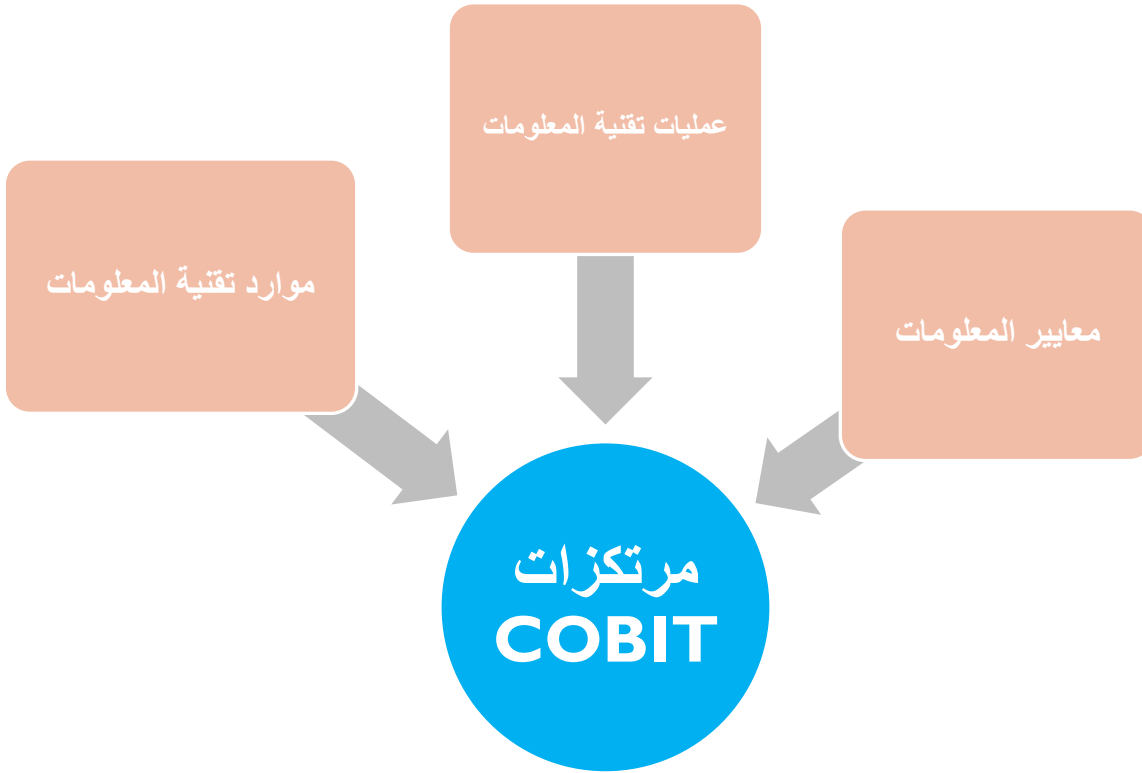 عمليات تقنية المعلومات
موارد تقنية المعلومات
معايير المعلومات
مرتكزات
COBIT